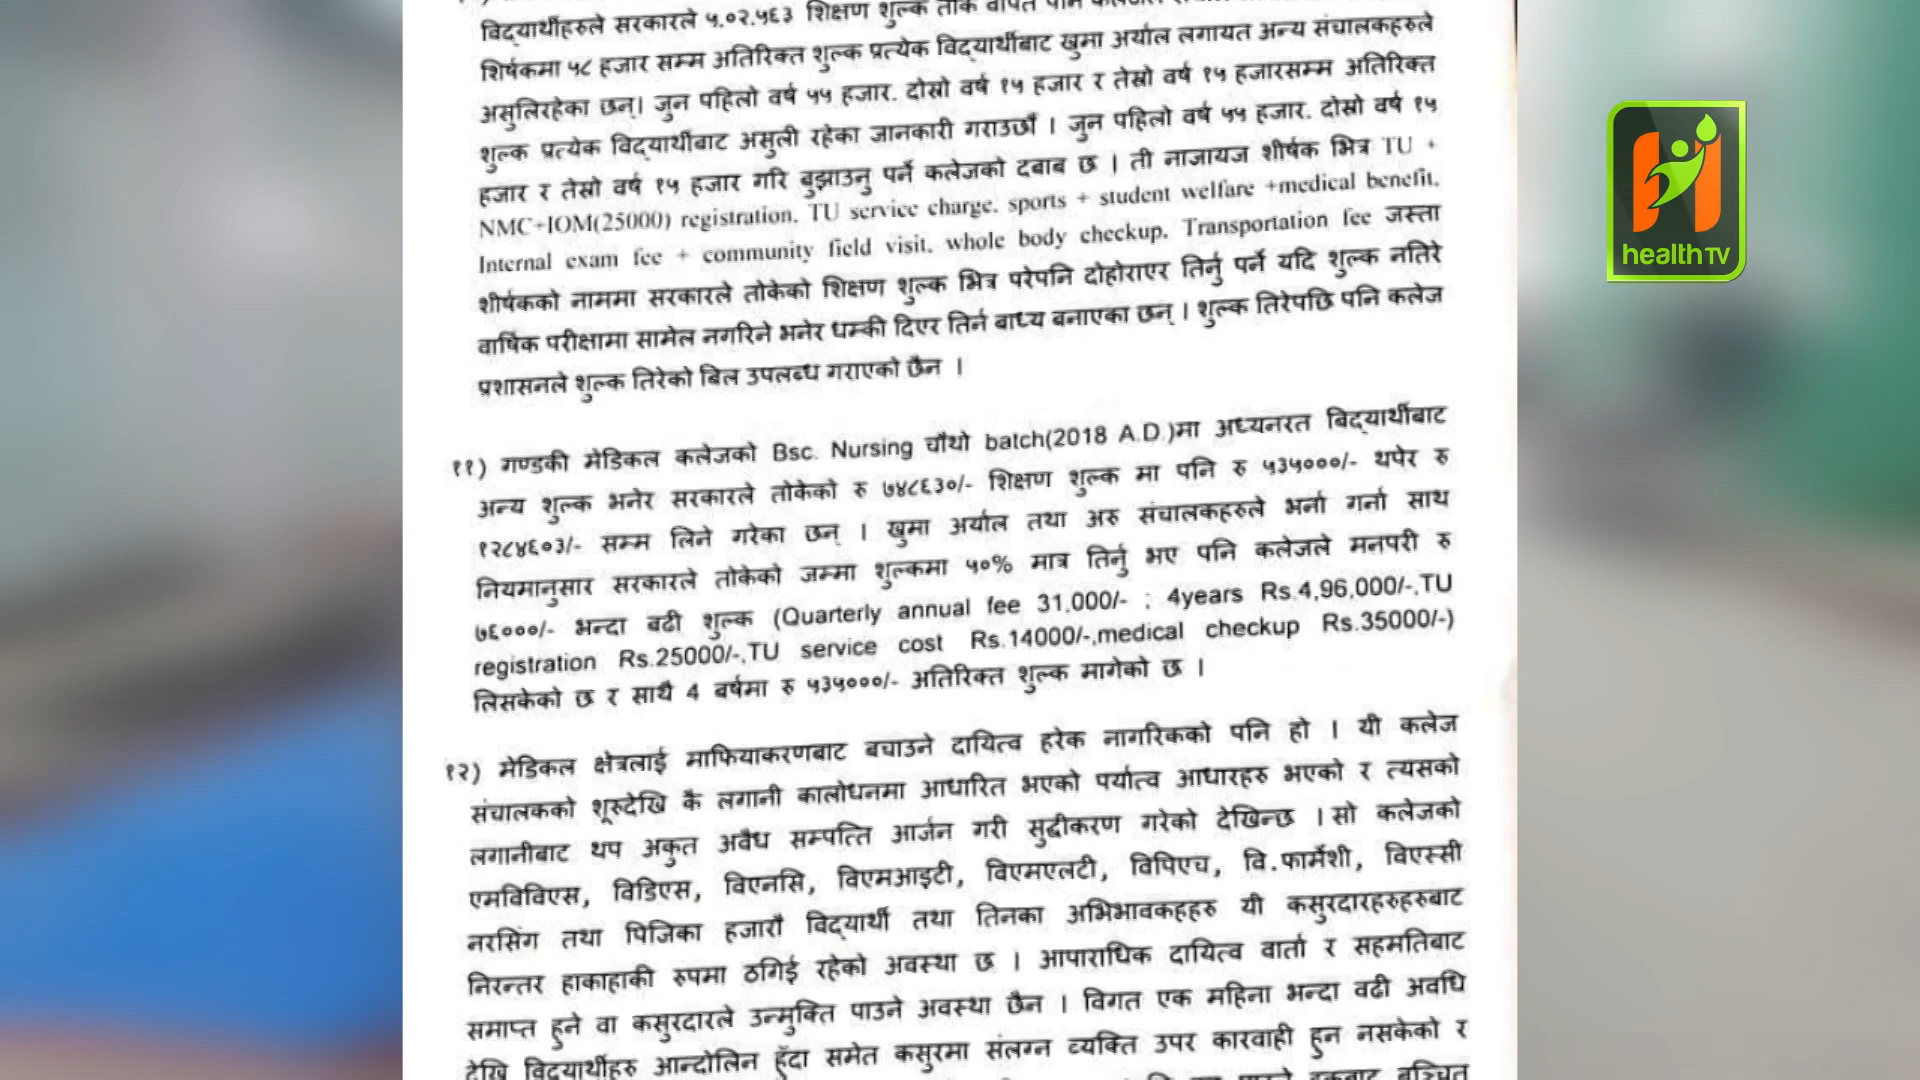 विद्यार्थीहरुले सरकारले ५,०२,५६३ शिक्षण शुल्क तोके वापत पनि
शिर्षकमा ५८ हजार सम्म अतिरिक्त शुल्क प्रत्येक विद्यार्थीबाट खुमा अर्याल लगायत अन्य संचालकहरुले
असुलिरहेका छन्। जुन पहिलो वर्ष ५५ हजार. दोस्रो वर्ष १५ हजार र तेस्रो वर्ष १५ हजारसम्म अतिरिक्त
शुल्क प्रत्येक विद्यार्थीबाट असुली रहेका जानकारी गराउछौं । जुन पहिलो वर्ष ५५ हजार. दोस्रो वर्ष १५
हजार र तेस्रो वर्ष १५ हजार गरि बुझाउनु पर्ने कलेजको दबाब छ । ती नाजायज शीर्षक भित्र TU +
NMC+IOM(25000) registration. TU service charge. sports + student welfare +medical benefit.
Internal exam fee + community field visit. whole body checkup. Transportation fee जस्ता
शीर्षकको नाममा सरकारले तोकेको शिक्षण शुल्क भित्र परेपनि दोहोराएर तिर्नु पर्ने यदि शुल्क नतिरे
वार्षिक परीक्षामा सामेल नगरिने भनेर धम्की दिएर तिर्न बाध्य बनाएका छन् । शुल्क तिरेपछि पनि कलेज
प्रशासनले शुल्क तिरेको बिल उपलब्ध गराएको छैन ।
११) गण्डकी मेडिकल कलेजको Bsc. Nursing चौथो batch(2018 A.D.)मा अध्यनरत बिद्यार्थीबाट
अन्य शुल्क भनेर सरकारले तोकेको रु ७४८६३०/- शिक्षण शुल्क मा पनि रु ५३५०००/- थपेर रु
१२८४६०३/- सम्म लिने गरेका छन् । खुमा अर्याल तथा अरु संचालकहरुले भर्ना गर्ना साथ
नियमानुसार सरकारले तोकेको जम्मा शुल्कमा ५०% मात्र तिर्नु भए पनि कलेजले मनपरी रु
७६०००/- भन्दा बढी शुल्क (Quarterly annual fee 31,000/- ; 4years Rs.4,96,000/-,TU
registration Rs.25000/-,TU service cost Rs.14000/-,medical checkup Rs.35000/-)
लिसकेको छ र साथै 4 बर्षमा रु ५३५०००/- अतिरिक्त शुल्क मागेको छ ।
१२) मेडिकल क्षेत्रलाई माफियाकरणबाट बचाउने दायित्व हरेक नागरिकको पनि हो । यी कलेज
संचालकको शूरुदेखि कै लगानी कालोधनमा आधारित भएको पर्यात्व आधारहरु भएको र त्यसको
लगानीबाट थप अकुत अवैध सम्पत्ति आर्जन गरी सुद्वीकरण गरेको देखिन्छ । सो कलेजको
एमविविएस, विडिएस, विएनसि, विएमआइटी, विएमएलटी, विपिएच, वि.फार्मेशी, विएस्सी
नरसिंग तथा पिजिका हजारौ विद्यार्थी तथा तिनका अभिभावकहहरु यी कसुरदारहरुहरुबाट
निरन्तर हाकाहाकी रुपमा ठगिई रहेको अवस्था छ । आपाराधिक दायित्व वार्ता र सहमतिबाट
समाप्त हुने वा कसुरदारले उन्मुक्ति पाउने अवस्था छैन । विगत एक महिना भन्दा वढी अवधि
देखि विद्यार्थीहरु आन्दोलित हुँदा समेत कसुरमा संलग्न व्यक्ति उपर कारवाही हुन नसकेको र
बञ्चित
healthTV